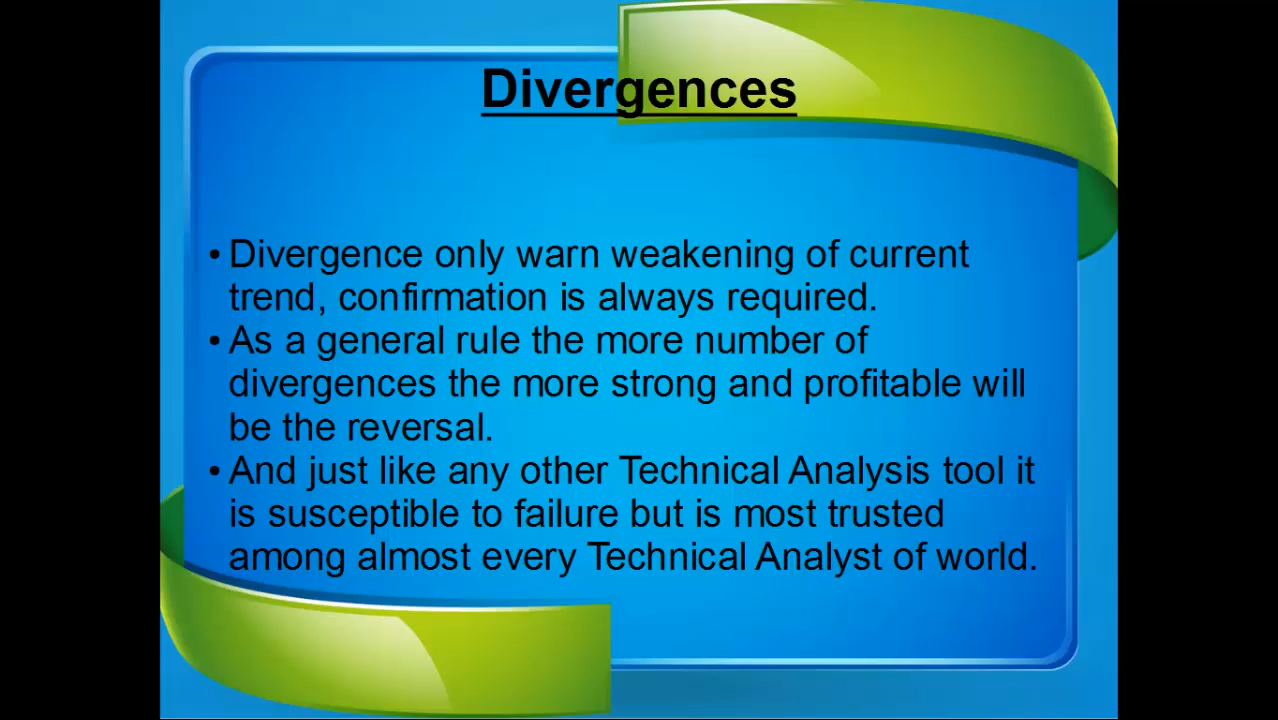 Divergences
• Divergence only warn weakening of current
trend, confirmation is always required.
• As a general rule the more number of
divergences the more strong and profitable will
be the reversal.
• And just like any other Technical Analysis tool it
is susceptible to failure but is most trusted
among almost every Technical Analyst of world.